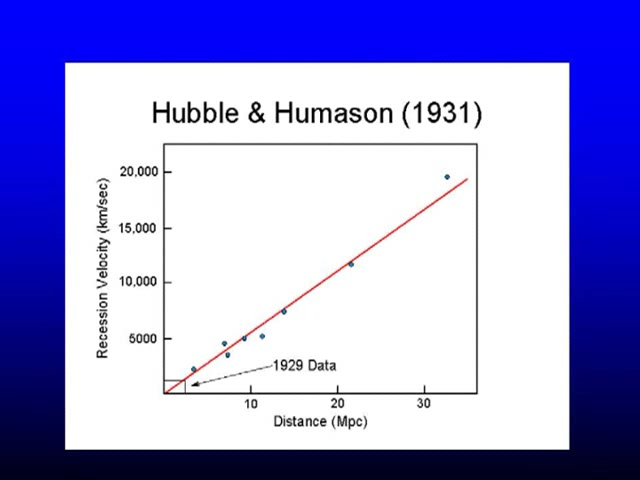 Hubble & Humason (1931)
Recession Velocity (km/sec)
20,000
15,000
10,000
5000
1929 Data
10 20 30
Distance (Mpc)